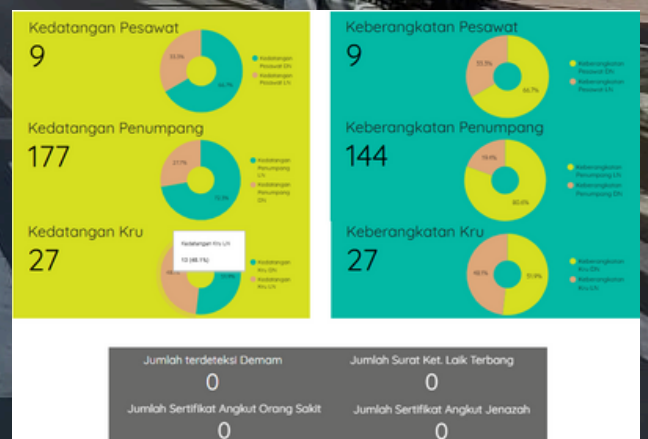 Kedatangan Pesawat
9
33.3%
66.7%
Kedatangan
Pesawat DN
Kedatangan
Pesawat LN
Kedatangan Penumpang
177
27.7%
72.3%
Kedatangan
Penumpang
LN
Kedatangan
Penumpang
DN
Kedatangan Kru
27
Kedatangan Kru LN
13 (48.1%)
48.1%
51.9%
Kedatangan
Kru DN
Kedatangan
Kru LN
Keberangkatan Pesawat
9
33.3%
66.7%
Keberangkatan
Pesawat DN
Keberangkatan
Pesawat LN
Keberangkatan Penumpang
144
19.4%
80.6%
Keberangkatan
Penumpang LN
Keberangkatan
Penumpang DN
Keberangkatan Kru
27
48.1%
51.9%
Keberangkatan
Kru DN
Keberangkatan
Kru LN
Jumlah terdeteksi Demam
0
Jumlah Surat Ket. Laik Terbang
0
Jumlah Sertifikat Angkut Orang Sakit
0
Jumlah Sertifikat Angkut Jenazah
0